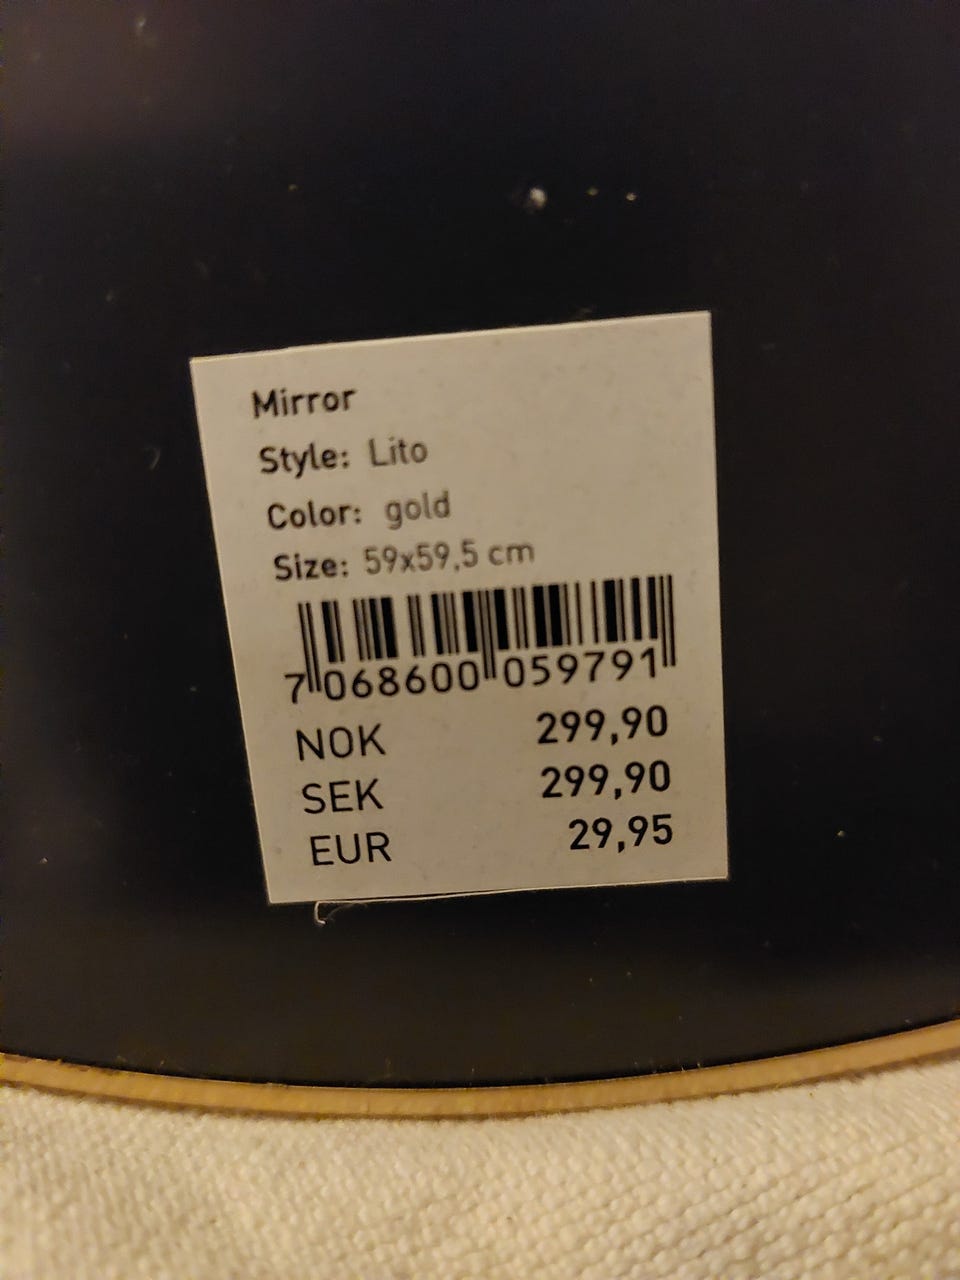 Mirror
Style: Lito
Color: gold
Size: 59x59,5 cm
7 068600 059791
NOK 299,90
SEK 299,90
EUR 29,95